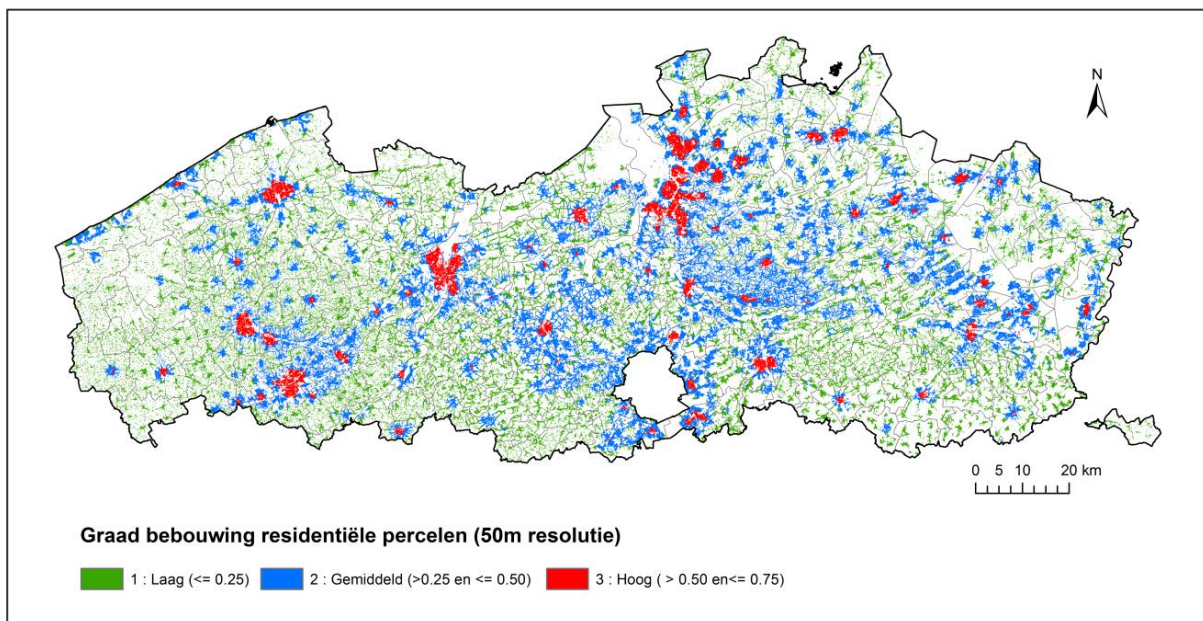 N
0 5 10 20 km
Graad bebouwing residentiële percelen (50m resolutie)
1 : Laag (<= 0.25) 2 : Gemiddeld (>0.25 en <= 0.50) 3 : Hoog ( > 0.50 en<= 0.75)